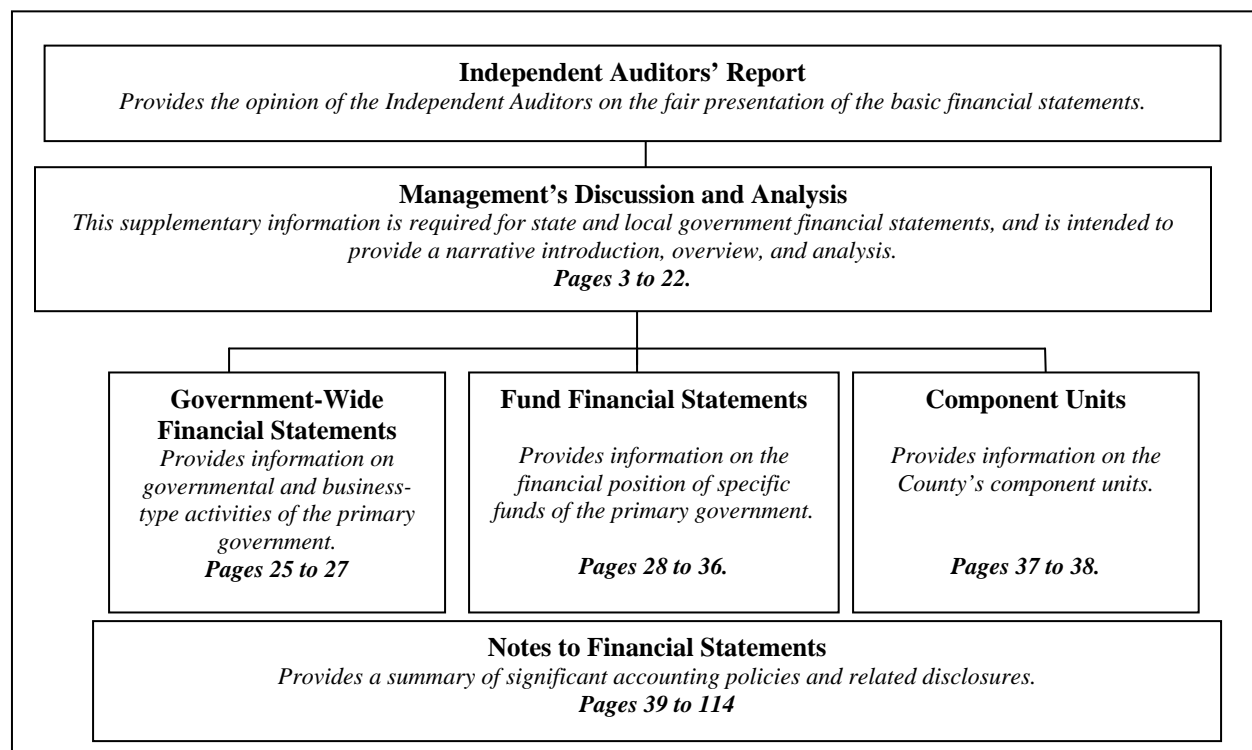 Independent Auditors’ Report
Provides the opinion of the Independent Auditors on the fair presentation of the basic financial statements.
Management’s Discussion and Analysis
This supplementary information is required for state and local government financial statements, and is intended to
provide a narrative introduction, overview, and analysis.
Pages 3 to 22.
Government-Wide
Financial Statements
Provides information on
governmental and business-
type activities of the primary
government.
Pages 25 to 27
Fund Financial Statements
Provides information on the
financial position of specific
funds of the primary government.
Pages 28 to 36.
Component Units
Provides information on the
County’s component units.
Pages 37 to 38.
Notes to Financial Statements
Provides a summary of significant accounting policies and related disclosures.
Pages 39 to 114